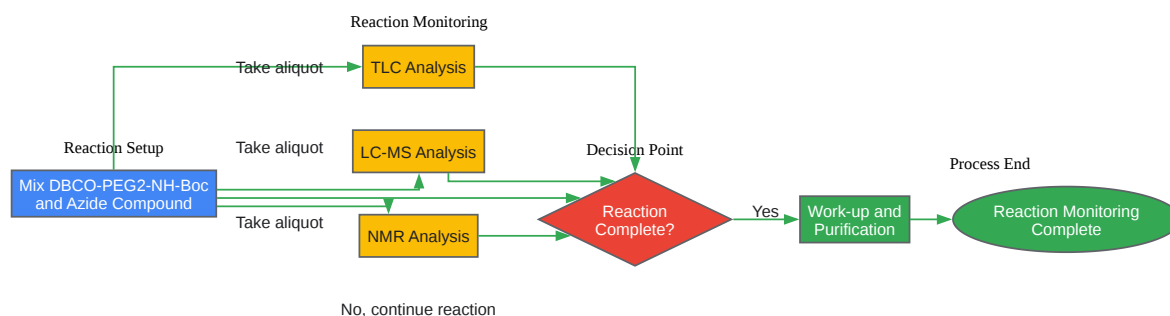 Reaction Monitoring
Take aliquot
TLC Analysis
Reaction Setup
Take aliquot
LC-MS Analysis
Decision Point
Process End
Mix DBCO-PEG2-NH-Boc
and Azide Compound
Take aliquot
NMR Analysis
Reaction
Complete?
Yes
Work-up and
Purification
Reaction Monitoring
Complete
No, continue reaction